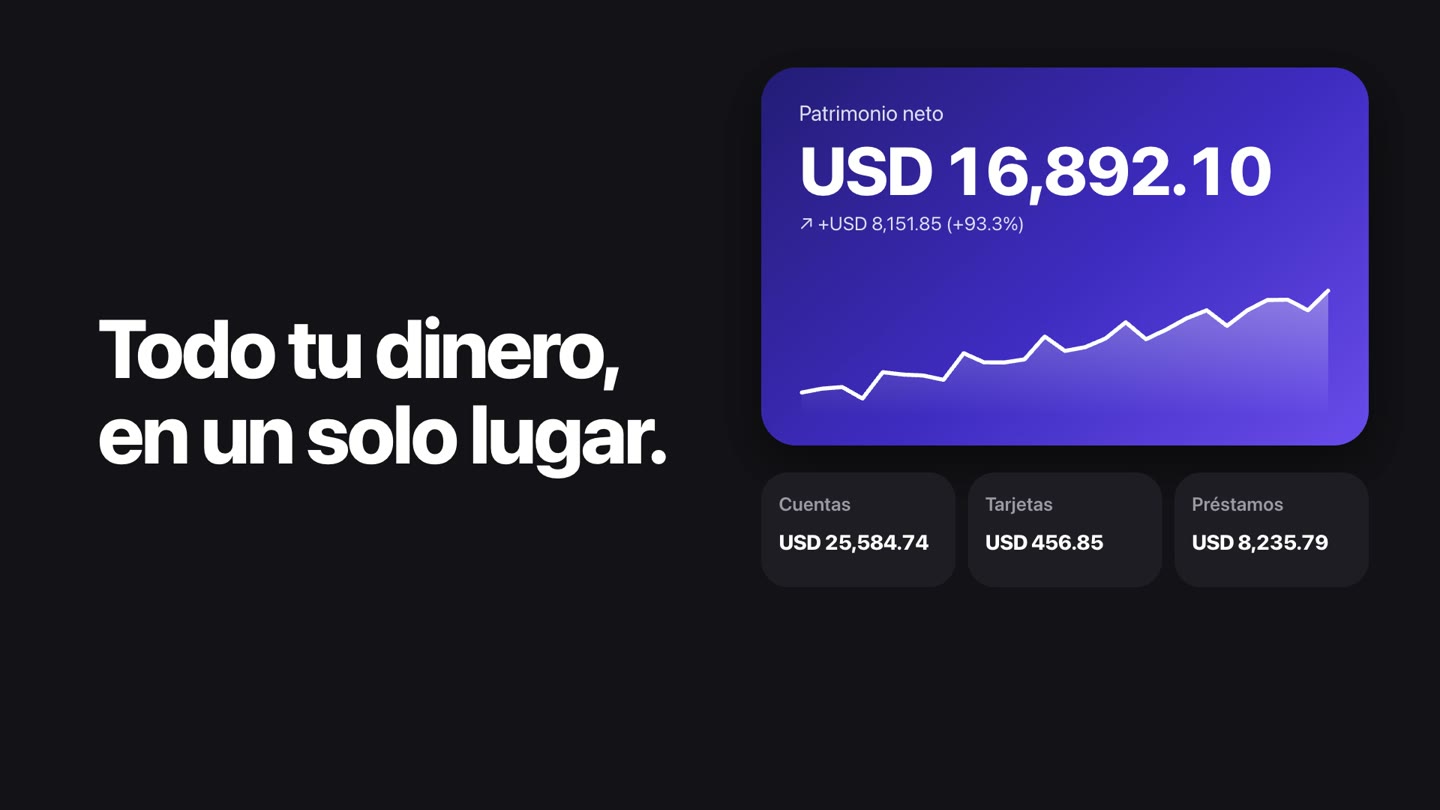 Todo tu dinero,
en un solo lugar.
Patrimonio neto
USD 16,892.10
↗ +USD 8,151.85 (+93.3%)
Cuentas
USD 25,584.74
Tarjetas
USD 456.85
Préstamos
USD 8,235.79